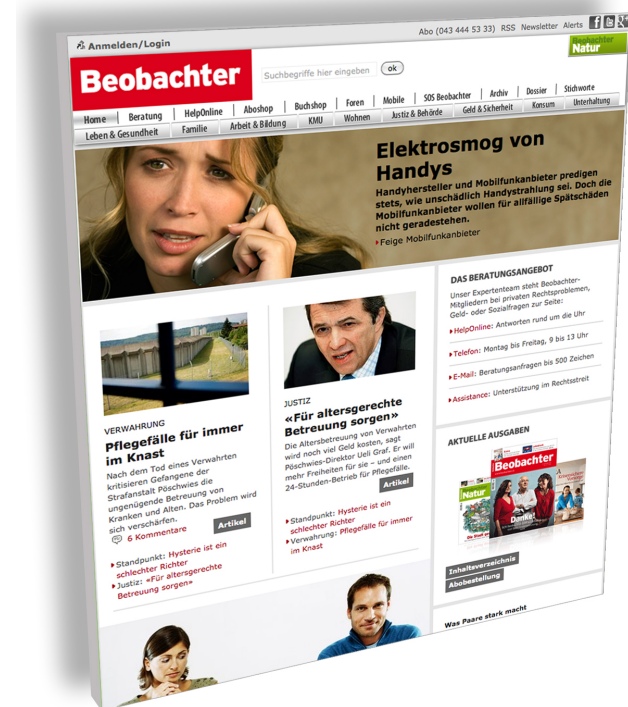 Anmelden/Login
Abo (043 444 53 33) RSS Newsletter Alerts
Beobachter
Natur
Beobachter
Suchbegriffe hier eingeben
ok
Home Beratung HelpOnline Aboshop Buchshop Foren Mobile SOS Beobachter Archiv Dossier Stichworte
Leben & Gesundheit Familie Arbeit & Bildung KMU Wohnen Justiz & Behörde Geld & Sicherheit Konsum Unterhaltung
Elektrosmog von
Handys
Handyhersteller und Mobilfunkanbieter predigen
stets, wie unschädlich Handystrahlung sei. Doch die
Mobilfunkanbieter wollen für allfällige Spätschäden
nicht geradestehen.
Feige Mobilfunkanbieter
VERWAHRUNG
Pflegefälle für immer
im Knast
Nach dem Tod eines Verwahrten
kritisieren Gefangene der
Strafanstalt Pöschwies die
ungenügende Betreuung von
Kranken und Alten. Das Problem wird
sich verschärfen.
6 Kommentare
Artikel
Standpunkt: Hysterie ist ein
schlechter Richter
Justiz: «Für altersgerechte
Betreuung sorgen»
JUSTIZ
«Für altersgerechte
Betreuung sorgen»
Die Altersbetreuung von Verwahrten
wird noch viel Geld kosten, sagt
Pöschwies-Direktor Ueli Graf. Er will
mehr Freiheiten für sie – und einen
24-Stunden-Betrieb für Pflegefälle.
Artikel
Standpunkt: Hysterie ist ein
schlechter Richter
Verwahrung: Pflegefälle für immer
im Knast
DAS BERATUNGSANGEBOT
Unser Expertenteam steht Beobachter-
Mitgliedern bei privaten Rechtsproblemen,
Geld- oder Sozialfragen zur Seite:
HelpOnline: Antworten rund um die Uhr
Telefon: Montag bis Freitag, 9 bis 13 Uhr
E-Mail: Beratungsanfragen bis 500 Zeichen
Assistance: Unterstützung im Rechtsstreit
AKTUELLE AUSGABEN
Beobachter
Natur
Danke!
Inhaltsverzeichnis
Abobestellung
Was Paare stark macht